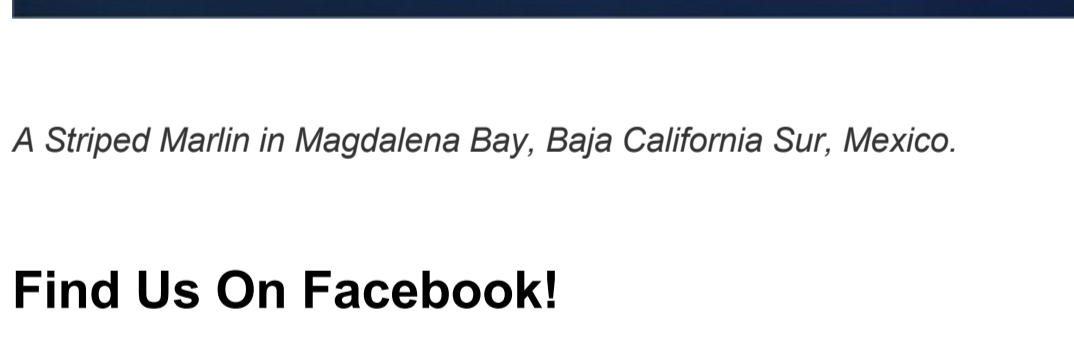 A Striped Marlin in Magdalena Bay, Baja California Sur, Mexico.
Find Us On Facebook!